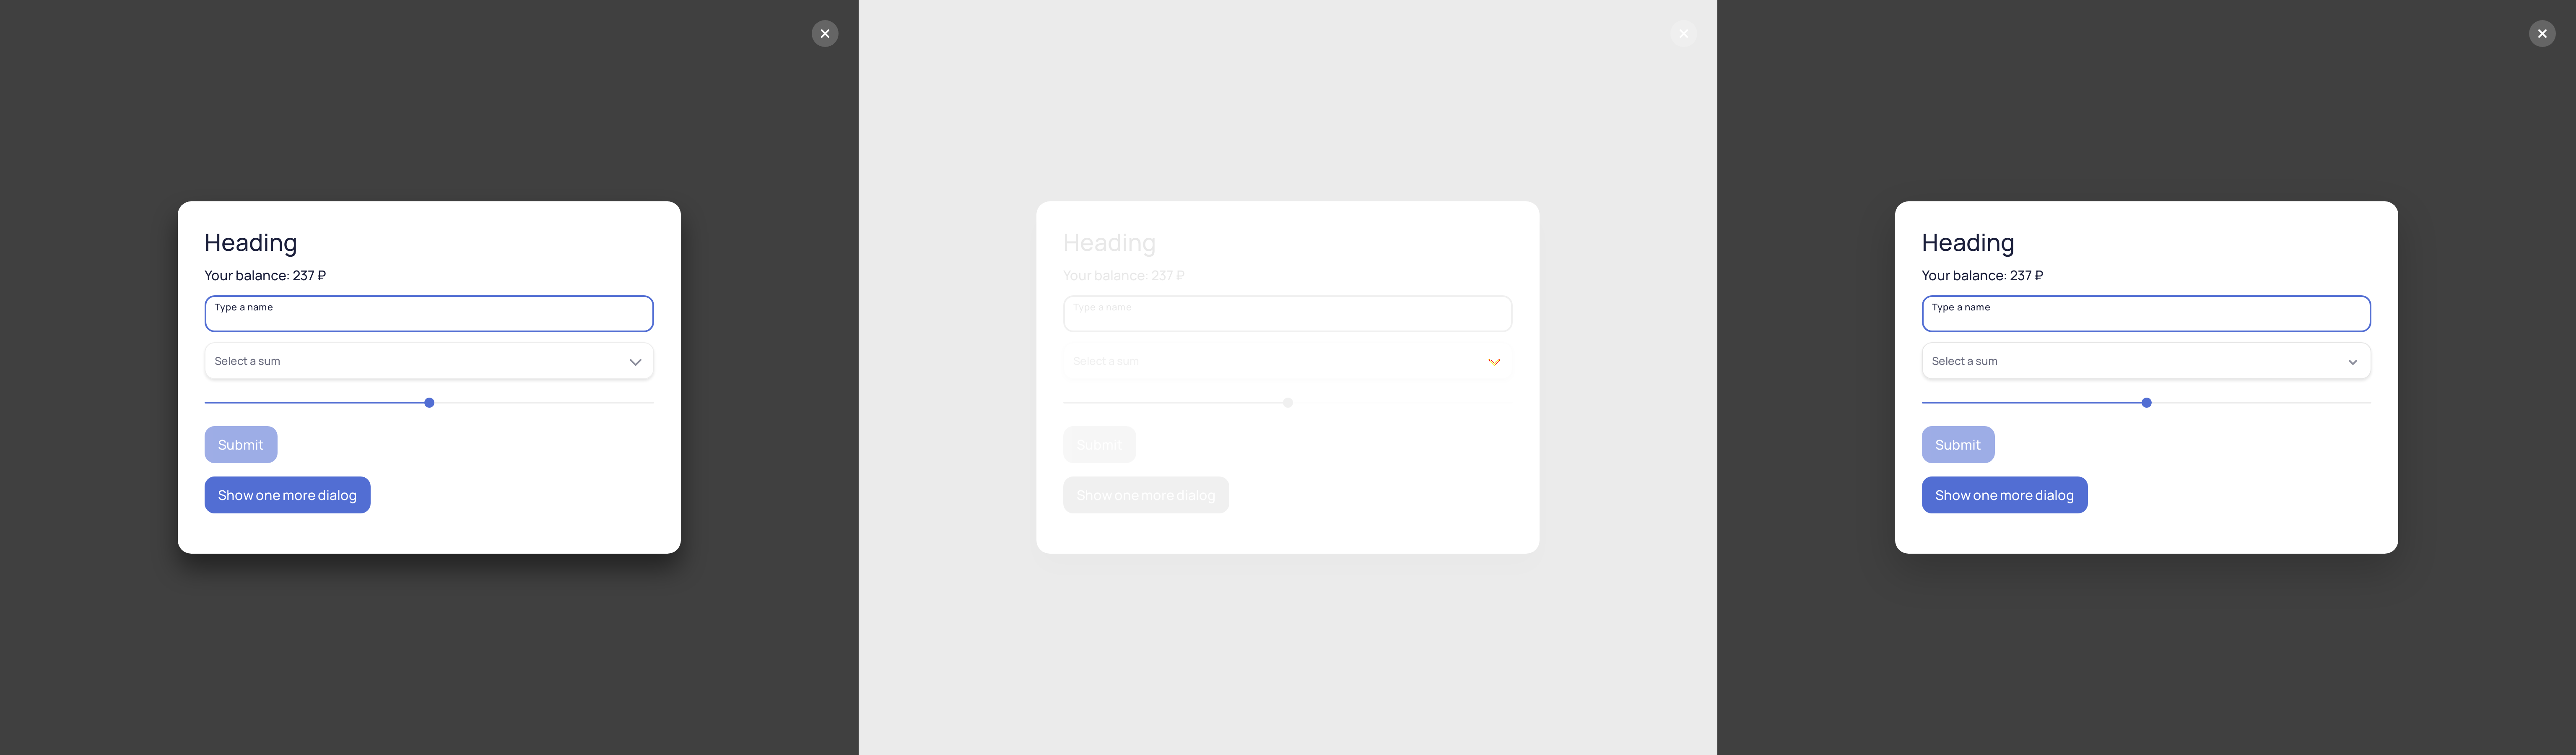 Heading
Your balance: 237 ₽
Type a name
Select a sum
Submit
Show one more dialog
Heading
Your balance: 237 ₽
Type a name
Select a sum
Submit
Show one more dialog
Heading
Your balance: 237 ₽
Type a name
Select a sum
Submit
Show one more dialog